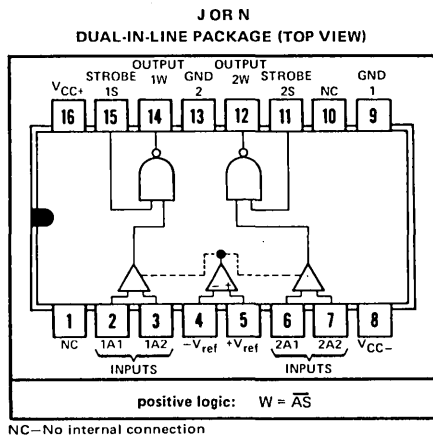 J OR N
DUAL-IN-LINE PACKAGE (TOP VIEW)
VCC+ STROBE 1S OUTPUT 1W GND 2 OUTPUT 2W STROBE 2S NC GND 1
16 15 14 13 12 11 10 9
- +
1 2 3 4 5 6 7 8
NC 1A1 1A2 −Vref +Vref 2A1 2A2 VCC−
INPUTS INPUTS
positive logic: W = \overline{AS}
NC—No internal connection